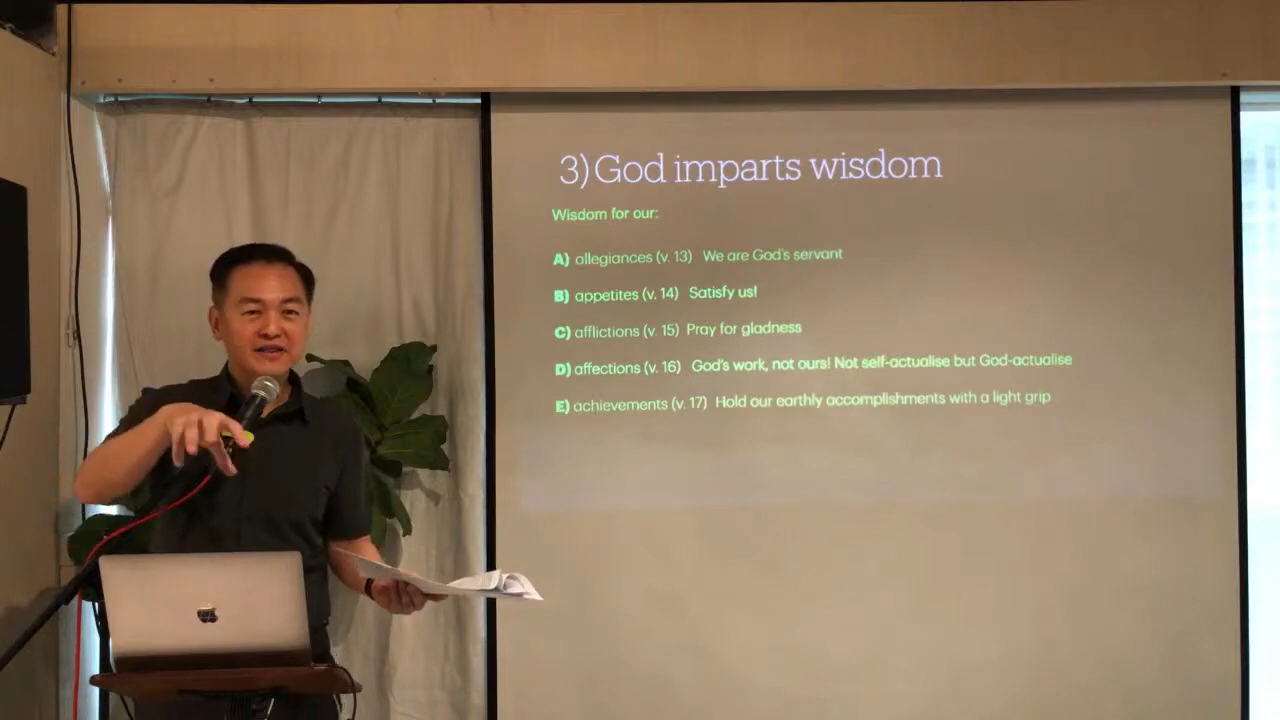 3) God imparts wisdom
Wisdom for our:
A) allegiances (v. 13) We are God's servant
B) appetites (v. 14) Satisfy us!
C) afflictions (v. 15) Pray for gladness
D) affections (v. 16) God's work, not ours! Not self-actualise but God-actualise
E) achievements (v. 17) Hold our earthly accomplishments with a light grip